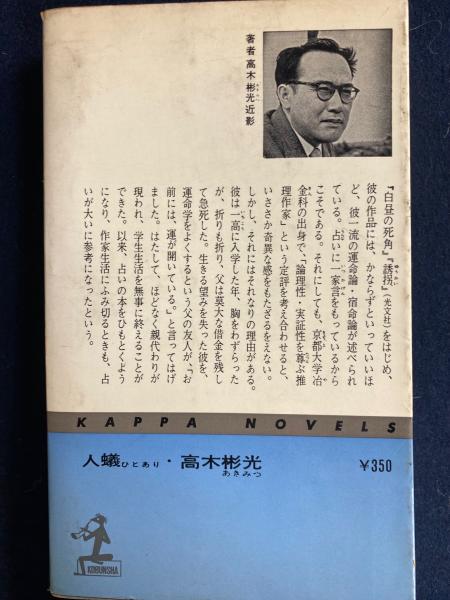 著者 高木彬光近影
『白昼の死角』『誘拐』(光文社)をはじめ、
彼の作品には、かならずといっていいほ
ど、彼一流の運命論・宿命論が述べられ
ている。占いに一家言をもっているから
こそである。それにしても、京都大学冶
金科の出身で、「論理性・実証性を尊ぶ推
理作家」という定評を考え合わせると、
いささか奇異な感をもたざるをえない。
しかし、それにはそれなりの理由がある。
彼は一高に入学した年、胸をわずらった
が、折りも折り、父は莫大な借金を残し
て急死した。生きる望みを失った彼を、
運命学をよくするという父の友人が、「お
前には、運が開いている。」と言ってはげ
ました。はたして、ほどなく親代わりが
現われ、学生生活を無事に終えることが
できた。以来、占いの本をひもとくよう
になり、作家生活にふみ切るときも、占
いが大いに参考になったという。
KAPPA NOVELS
人蟻ひとあり・高木彬光
あきみつ
¥350
KOBUNSHA